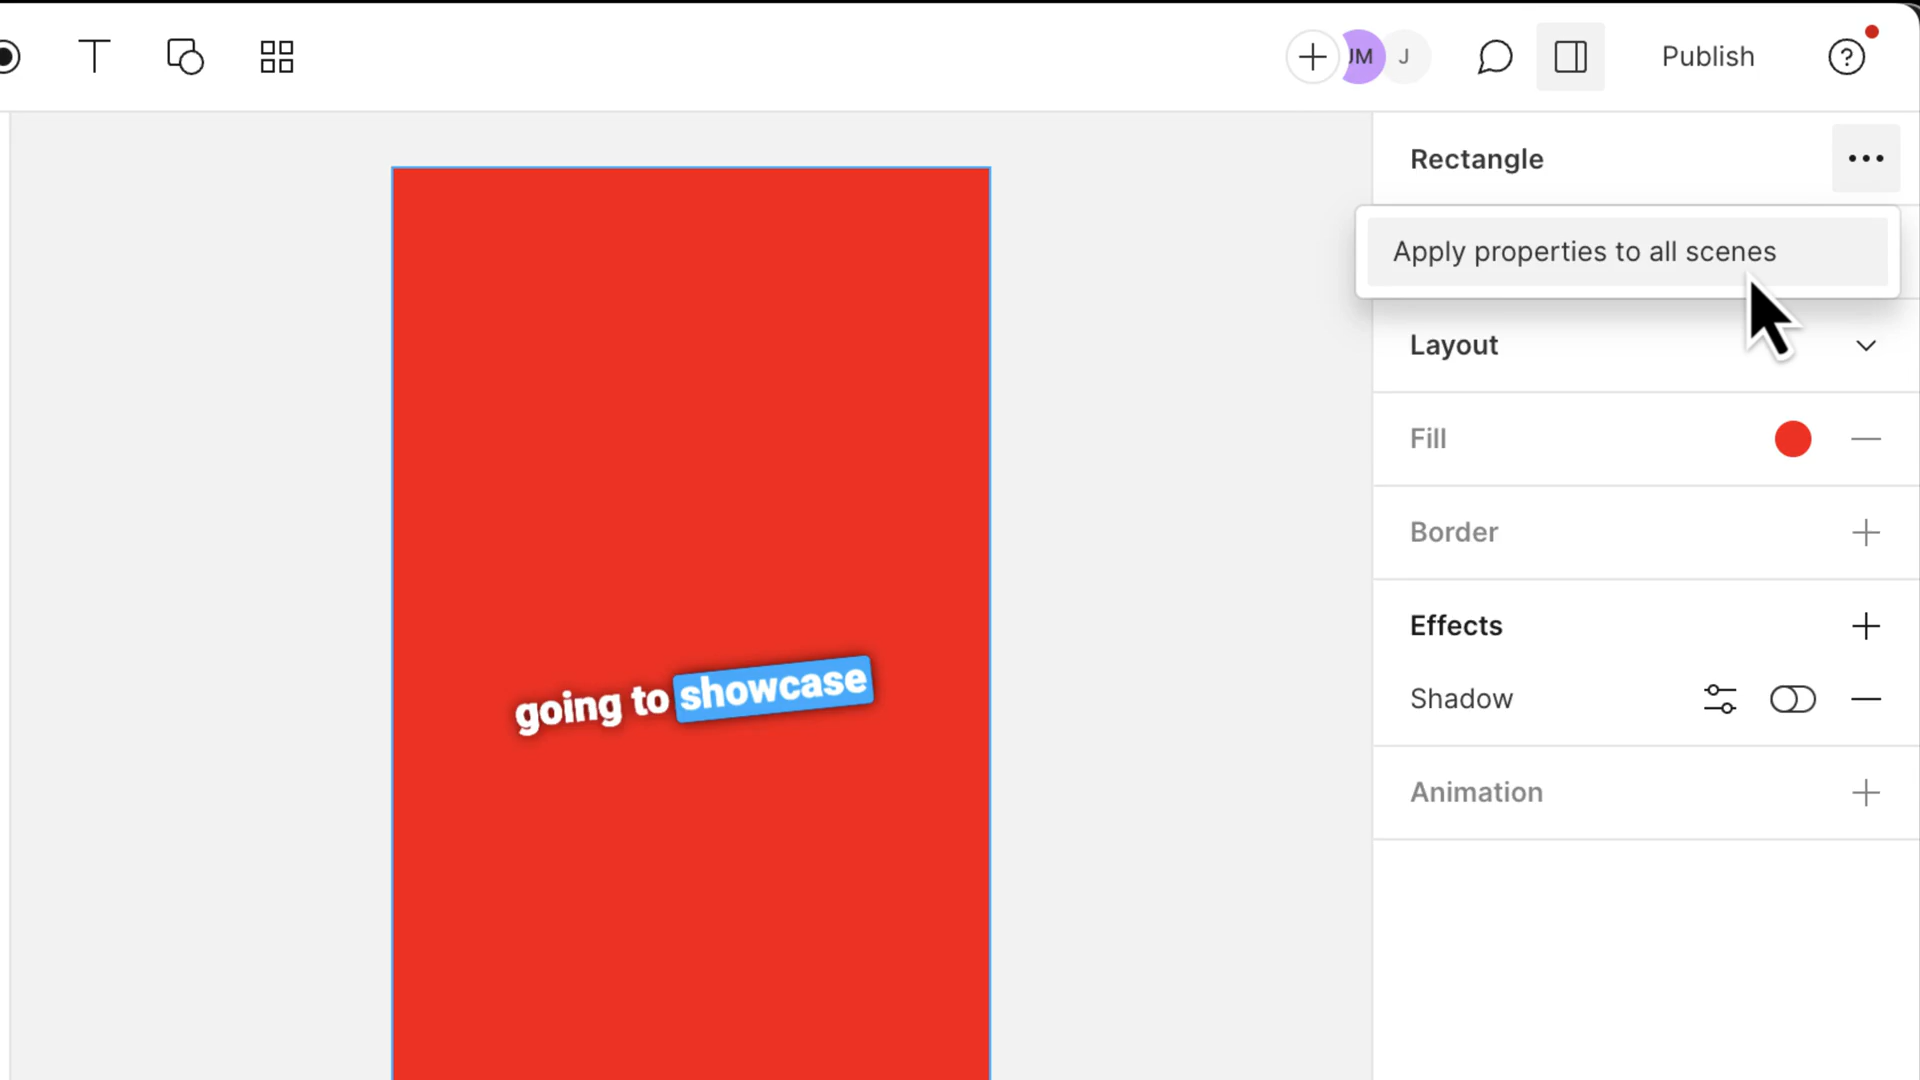 JM
J
Publish
Rectangle
Apply properties to all scenes
Layout
Fill
Border
Effects
Shadow
Animation
going to showcase